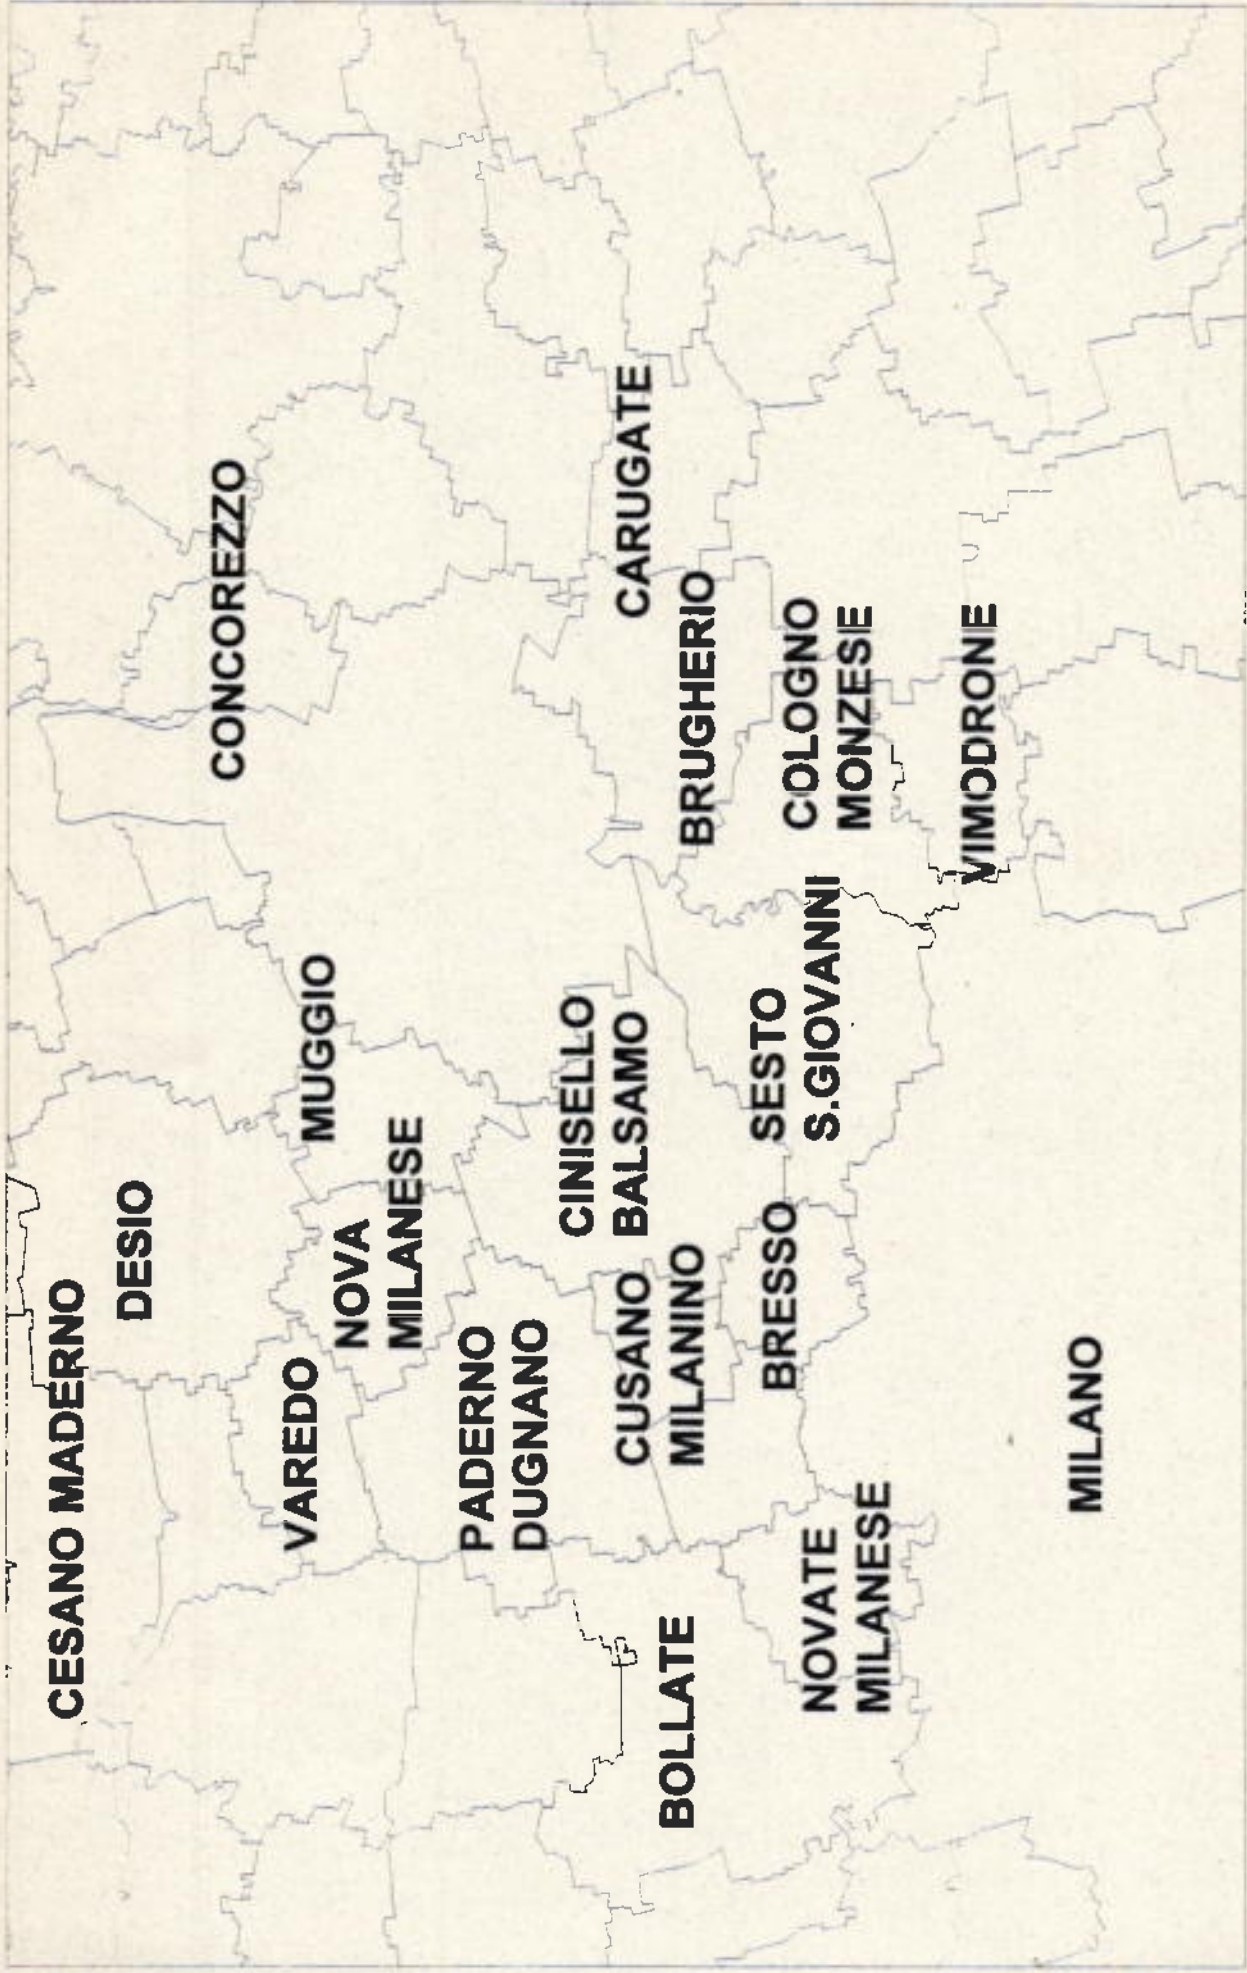 CESANO MADERNO
DESIO
CONCOREZZO
VAREDO
MUGGIO
NOVA
MILANESE
PADERNO
DUGNANO
CINISELLO
BALSAMO
CUSANO
MILANINO
CARUGATE
BOLLATE
BRUGHERIO
BRESSO
SESTO
S.GIOVANNI
COLOGNO
MONZESE
NOVATE
MILANESE
VIMODRONE
MILANO